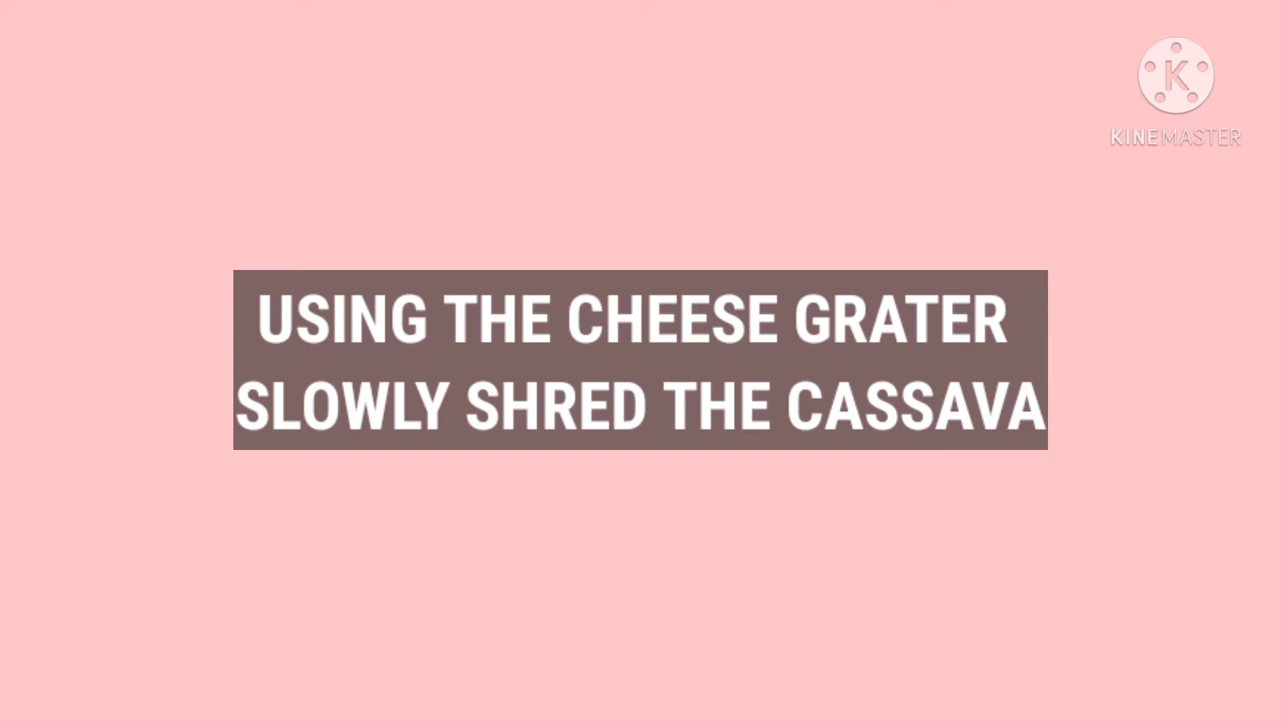 K
KINEMASTER
USING THE CHEESE GRATER
SLOWLY SHRED THE CASSAVA